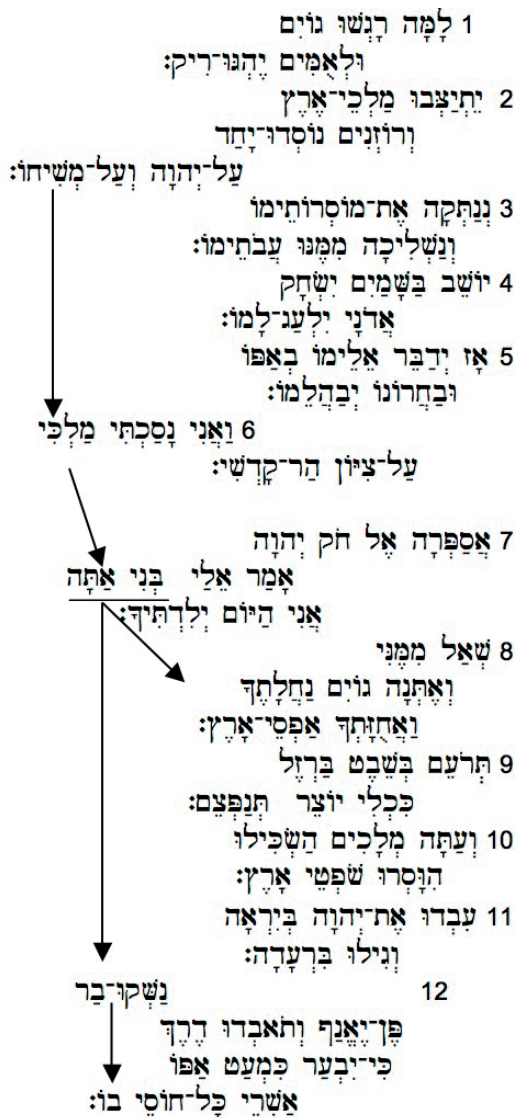 1 לָמָּה רָגְשׁוּ גוֹיִם
וּלְאֻמִּים יֶהְגּוּ־רִיק׃
2 יִתְיַצְּבוּ מַלְכֵי־אֶרֶץ
וְרוֹזְנִים נוֹסְדוּ־יָחַד
עַל־יְהוָה וְעַל־מְשִׁיחוֹ׃
3 נְנַתְּקָה אֶת־מוֹסְרוֹתֵימוֹ
וְנַשְׁלִיכָה מִמֶּנּוּ עֲבֹתֵימוֹ׃
4 יוֹשֵׁב בַּשָּׁמַיִם יִשְׂחָק
אֲדֹנָי יִלְעַג־לָמוֹ׃
5 אָז יְדַבֵּר אֵלֵימוֹ בְאַפּוֹ
וּבַחֲרוֹנוֹ יְבַהֲלֵמוֹ׃
6 וַאֲנִי נָסַכְתִּי מַלְכִּי
עַל־צִיּוֹן הַר־קָדְשִׁי׃
7 אֲסַפְּרָה אֶל חֹק יְהוָה
אָמַר אֵלַי בְּנִי אַתָּה
אֲנִי הַיּוֹם יְלִדְתִּיךָ׃
8 שְׁאַל מִמֶּנִּי
וְאֶתְּנָה גוֹיִם נַחֲלָתֶךָ
וַאֲחֻזָּתְךָ אַפְסֵי־אָרֶץ׃
9 תְּרֹעֵם בְּשֵׁבֶט בַּרְזֶל
כִּכְלִי יוֹצֵר תְּנַפְּצֵם׃
10 וְעַתָּה מְלָכִים הַשְׂכִּילוּ
הִוָּסְרוּ שֹׁפְטֵי אָרֶץ׃
11 עִבְדוּ אֶת־יְהוָה בְּיִרְאָה
וְגִילוּ בִּרְעָדָה׃
12 נַשְּׁקוּ־בַר
פֶּן־יֶאֱנַף וְתֹאבְדוּ דֶרֶךְ
כִּי־יִבְעַר כִּמְעַט אַפּוֹ
אַשְׁרֵי כָּל־חוֹסֵי בוֹ׃